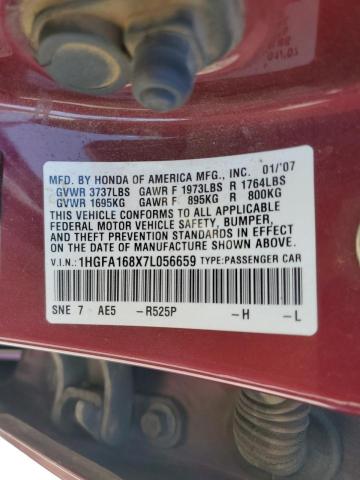 MFD. BY HONDA OF AMERICA MFG., INC. 01/'07
GVWR 3737LBS GAWR F 1973LBS R 1764LBS
GVWR 1695KG GAWR F 895KG R 800KG
THIS VEHICLE CONFORMS TO ALL APPLICABLE
FEDERAL MOTOR VEHICLE SAFETY, BUMPER,
AND THEFT PREVENTION STANDARDS IN EFFECT
ON THE DATE OF MANUFACTURE SHOWN ABOVE.
V.I.N.: 1HGFA168X7L056659 TYPE:PASSENGER CAR
SNE 7 AE5 -R525P -H -L